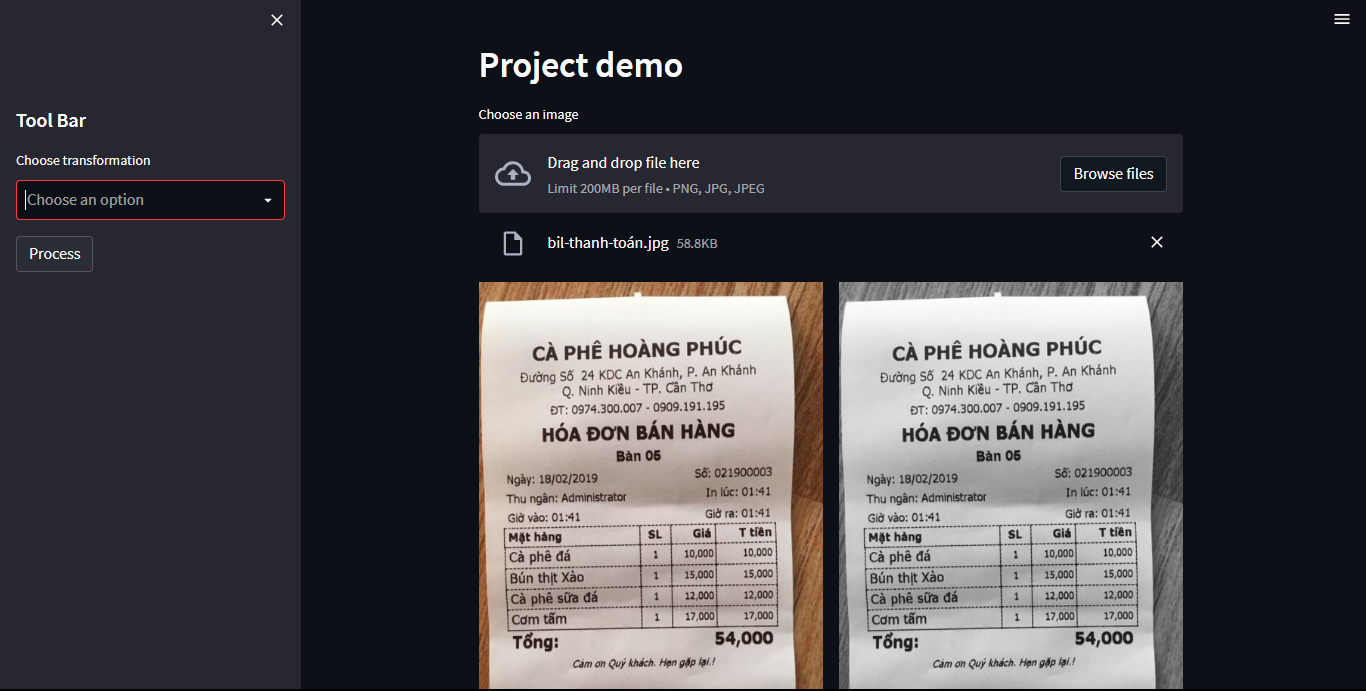 Project demo
Tool Bar
Choose transformation
Choose an option
Process
Choose an image
Drag and drop file here
Limit 200MB per file • PNG, JPG, JPEG
Browse files
bil-thanh-toán.jpg 58.8KB
CÀ PHÊ HOÀNG PHÚC
Đường Số 24 KDC An Khánh, P. An Khánh
Q. Ninh Kiều - TP. Cần Thơ
ĐT: 0974.300.007 - 0909.191.195
HÓA ĐƠN BÁN HÀNG
Bàn 05
Ngày: 18/02/2019 Số: 021900003
Thu ngân: Administrator In lúc: 01:41
Giờ vào: 01:41 Giờ ra: 01:41
Mặt hàng SL Giá T tiền
Cà phê đá 1 10,000 10,000
Bún thịt Xào 1 15,000 15,000
Cà phê sữa đá 1 12,000 12,000
Cơm tấm 1 17,000 17,000
Tổng: 54,000
Cám ơn Quý khách. Hẹn gặp lại.!
CÀ PHÊ HOÀNG PHÚC
Đường Số 24 KDC An Khánh, P. An Khánh
Q. Ninh Kiều - TP. Cần Thơ
ĐT: 0974.300.007 - 0909.191.195
HÓA ĐƠN BÁN HÀNG
Bàn 05
Ngày: 18/02/2019 Số: 021900003
Thu ngân: Administrator In lúc: 01:41
Giờ vào: 01:41 Giờ ra: 01:41
Mặt hàng SL Giá T tiền
Cà phê đá 1 10,000 10,000
Bún thịt Xào 1 15,000 15,000
Cà phê sữa đá 1 12,000 12,000
Cơm tấm 1 17,000 17,000
Tổng: 54,000
Cám ơn Quý khách. Hẹn gặp lại.!